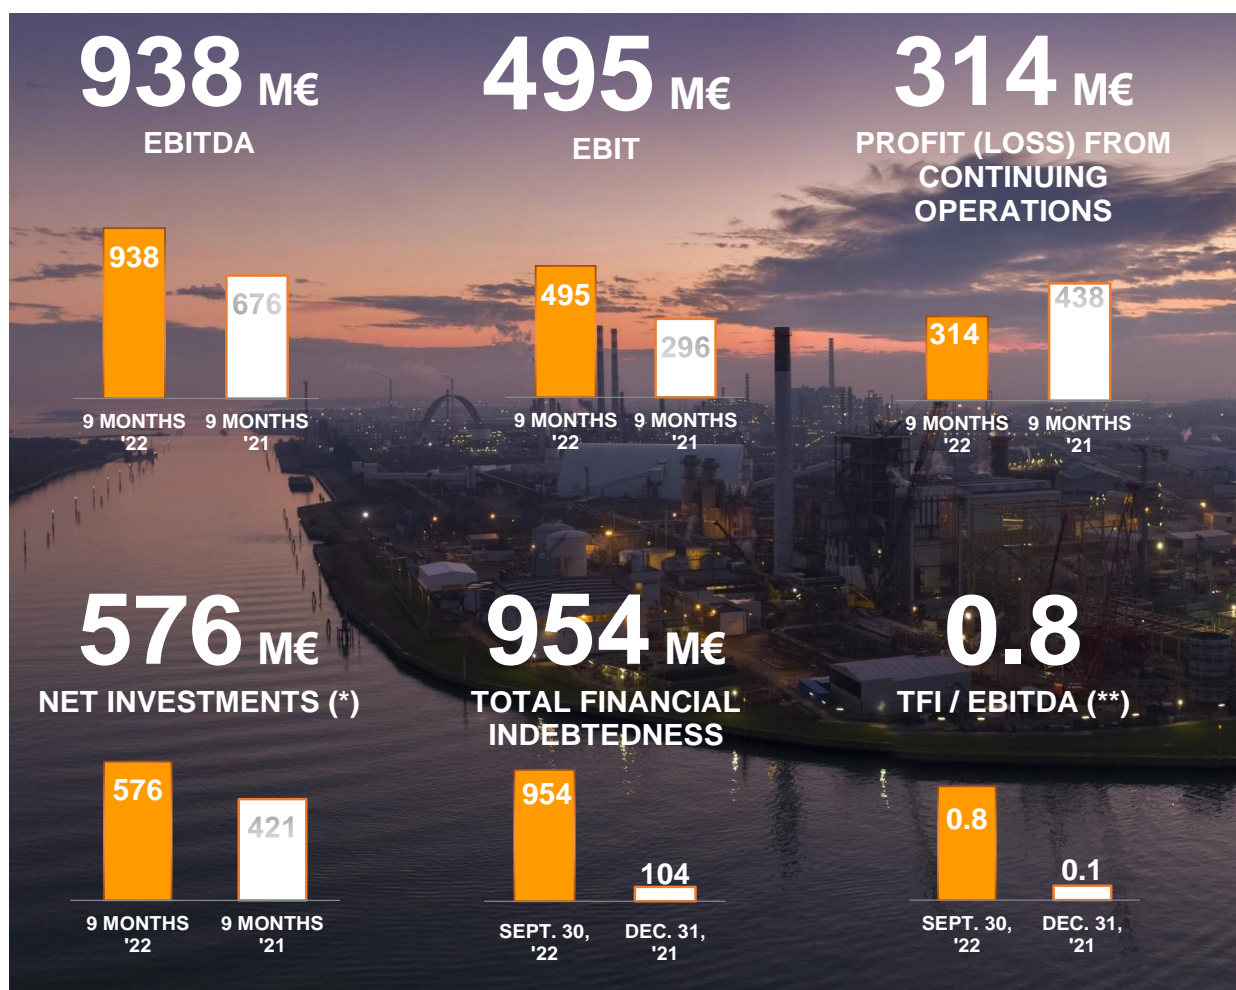 938 M€
EBITDA
938
676
9 MONTHS
'22
9 MONTHS
'21
495 M€
EBIT
495
296
9 MONTHS
'22
9 MONTHS
'21
314 M€
PROFIT (LOSS) FROM
CONTINUING
OPERATIONS
314
438
9 MONTHS
'22
9 MONTHS
'21
576 M€
NET INVESTMENTS (*)
576
421
9 MONTHS
'22
9 MONTHS
'21
954 M€
TOTAL FINANCIAL
INDEBTEDNESS
954
104
SEPT. 30,
'22
DEC. 31,
'21
0.8
TFI / EBITDA (**)
0.8
0.1
SEPT. 30,
'22
DEC. 31,
'21